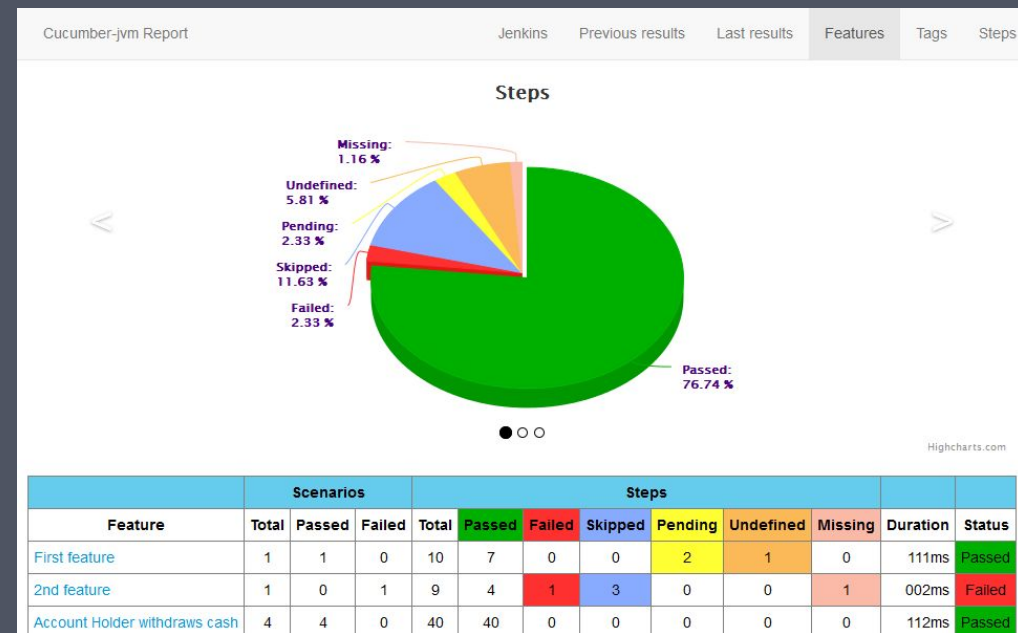 Cucumber-jvm Report Jenkins Previous results Last results Features Tags Steps
Steps
Missing:
1.16 %
Undefined:
5.81 %
Pending:
2.33 %
Skipped:
11.63 %
Failed:
2.33 %
Passed:
76.74 %
< >
Highcharts.com
Scenarios Steps
Feature Total Passed Failed Total Passed Failed Skipped Pending Undefined Missing Duration Status
First feature 1 1 0 10 7 0 0 2 1 0 111ms Passed
2nd feature 1 0 1 9 4 1 3 0 0 1 002ms Failed
Account Holder withdraws cash 4 4 0 40 40 0 0 0 0 0 112ms Passed